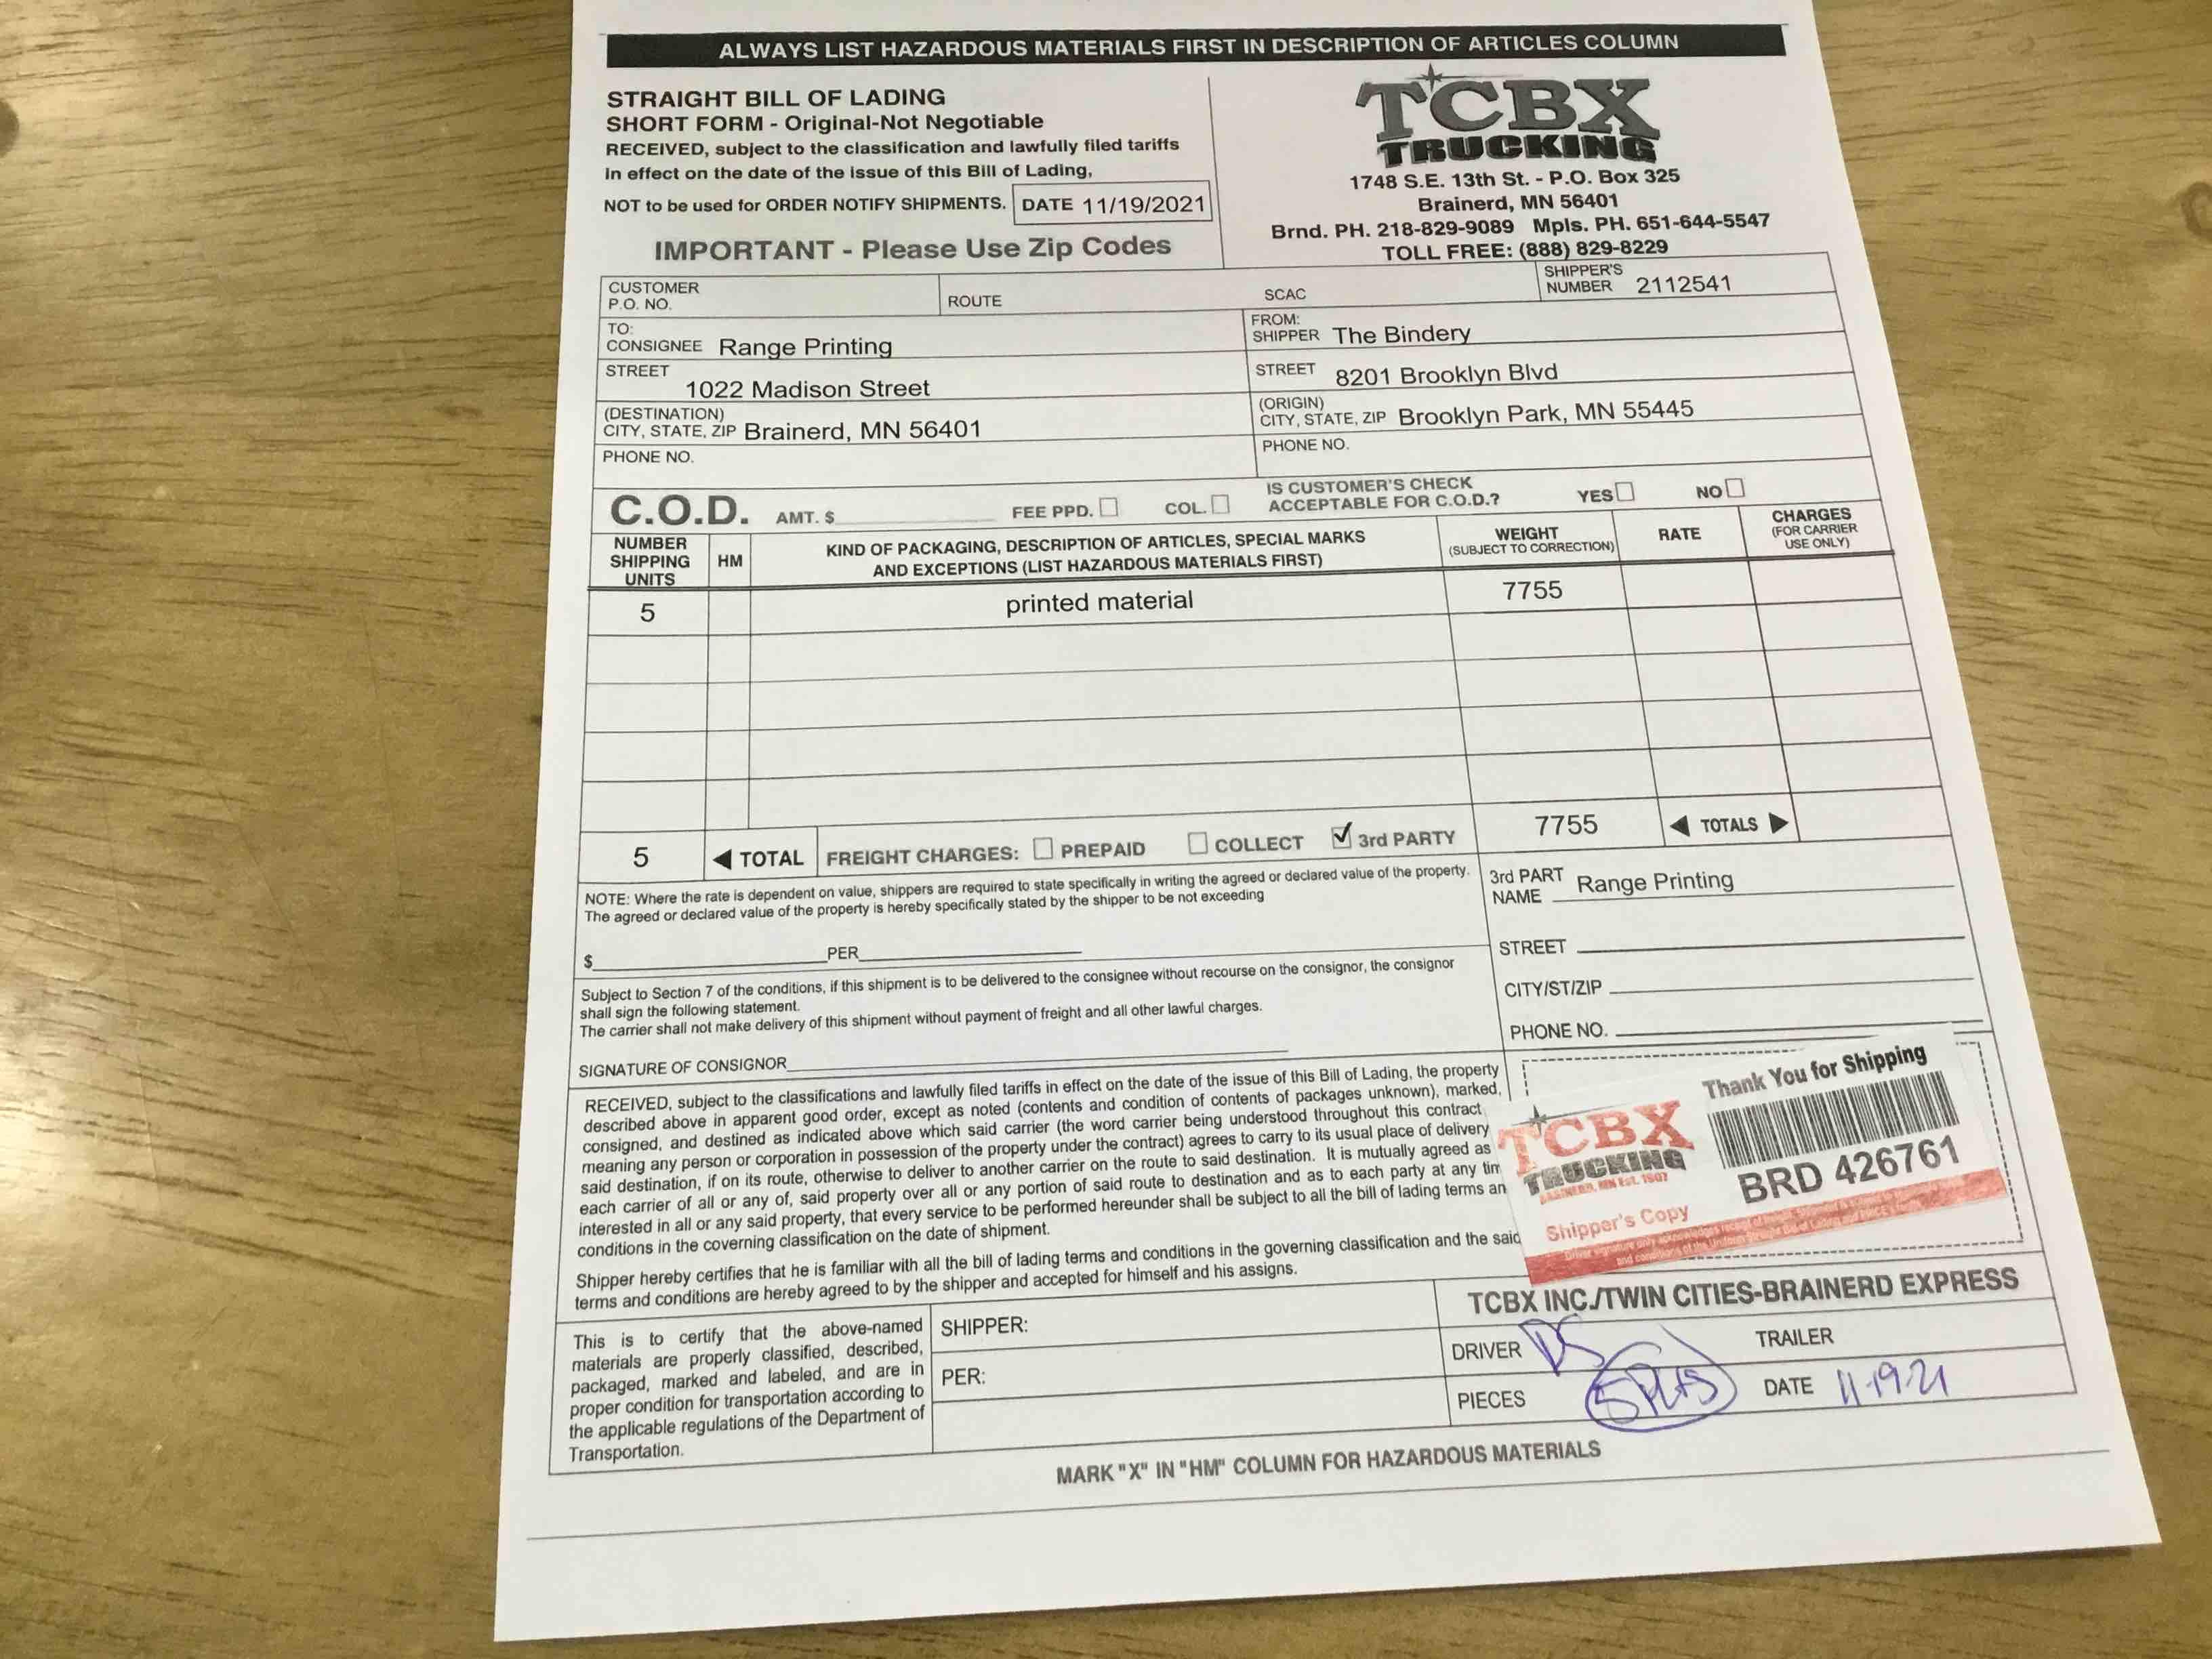 ALWAYS LIST HAZARDOUS MATERIALS FIRST IN DESCRIPTION OF ARTICLES COLUMN
STRAIGHT BILL OF LADING
SHORT FORM - Original-Not Negotiable
RECEIVED, subject to the classification and lawfully filed tariffs
in effect on the date of the issue of this Bill of Lading,
NOT to be used for ORDER NOTIFY SHIPMENTS. DATE 11/19/2021
IMPORTANT - Please Use Zip Codes
TCBX
TRUCKING
1748 S.E. 13th St. - P.O. Box 325
Brainerd, MN 56401
Brnd. PH. 218-829-9089 Mpls. PH. 651-644-5547
TOLL FREE: (888) 829-8229
CUSTOMER
P.O. NO.
ROUTE
SCAC
SHIPPER'S
NUMBER 2112541
TO:
CONSIGNEE Range Printing
FROM:
SHIPPER The Bindery
STREET
1022 Madison Street
STREET 8201 Brooklyn Blvd
(DESTINATION)
CITY, STATE, ZIP Brainerd, MN 56401
(ORIGIN)
CITY, STATE, ZIP Brooklyn Park, MN 55445
PHONE NO.
PHONE NO.
C.O.D. AMT. $ FEE PPD. COL.
IS CUSTOMER'S CHECK
ACCEPTABLE FOR C.O.D.? YES NO
NUMBER
SHIPPING
UNITS
HM
KIND OF PACKAGING, DESCRIPTION OF ARTICLES, SPECIAL MARKS
AND EXCEPTIONS (LIST HAZARDOUS MATERIALS FIRST)
WEIGHT
(SUBJECT TO CORRECTION)
RATE
CHARGES
(FOR CARRIER
USE ONLY)
5 printed material 7755
5 ◀ TOTAL FREIGHT CHARGES: PREPAID COLLECT ✓ 3rd PARTY 7755 ◀ TOTALS ▶
NOTE: Where the rate is dependent on value, shippers are required to state specifically in writing the agreed or declared value of the property.
The agreed or declared value of the property is hereby specifically stated by the shipper to be not exceeding
$ PER
3rd PART
NAME Range Printing
STREET
CITY/ST/ZIP
PHONE NO.
Subject to Section 7 of the conditions, if this shipment is to be delivered to the consignee without recourse on the consignor, the consignor
shall sign the following statement.
The carrier shall not make delivery of this shipment without payment of freight and all other lawful charges.
SIGNATURE OF CONSIGNOR
RECEIVED, subject to the classifications and lawfully filed tariffs in effect on the date of the issue of this Bill of Lading, the property
described above in apparent good order, except as noted (contents and condition of contents of packages unknown), marked,
consigned, and destined as indicated above which said carrier (the word carrier being understood throughout this contract
meaning any person or corporation in possession of the property under the contract) agrees to carry to its usual place of delivery
said destination, if on its route, otherwise to deliver to another carrier on the route to said destination. It is mutually agreed as
each carrier of all or any of, said property over all or any portion of said route to destination and as to each party at any tim
interested in all or any said property, that every service to be performed hereunder shall be subject to all the bill of lading terms an
conditions in the coverning classification on the date of shipment.
Shipper hereby certifies that he is familiar with all the bill of lading terms and conditions in the governing classification and the said
terms and conditions are hereby agreed to by the shipper and accepted for himself and his assigns.
Thank You for Shipping
TCBX
TRUCKING
BRAINERD, MN Est. 1907
BRD 426761
Shipper's Copy
Driver signature only acknowledges receipt of freight.
and conditions of the Uniform Straight Bill of Lading and
TCBX INC./TWIN CITIES-BRAINERD EXPRESS
This is to certify that the above-named
materials are properly classified, described,
packaged, marked and labeled, and are in
proper condition for transportation according to
the applicable regulations of the Department of
Transportation.
SHIPPER:
PER:
DRIVER DS TRAILER
PIECES 5 PLTS DATE 11-19-21
MARK "X" IN "HM" COLUMN FOR HAZARDOUS MATERIALS